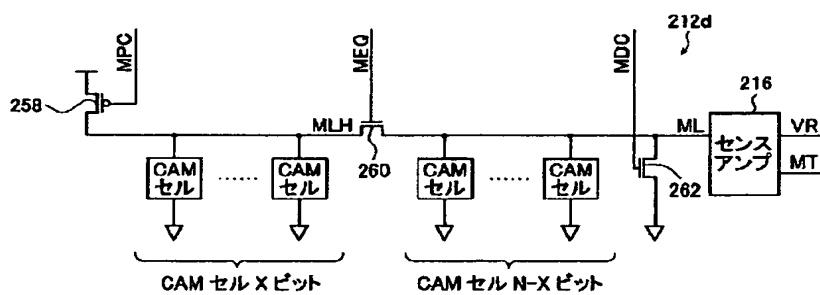 212d
MPC
MEQ
MDC
258
216
MLH
260
ML
センス
アンプ
VR
MT
262
CAM
セル
......
CAM
セル
CAM
セル
......
CAM
セル
CAM セル X ビット
CAM セル N-X ビット